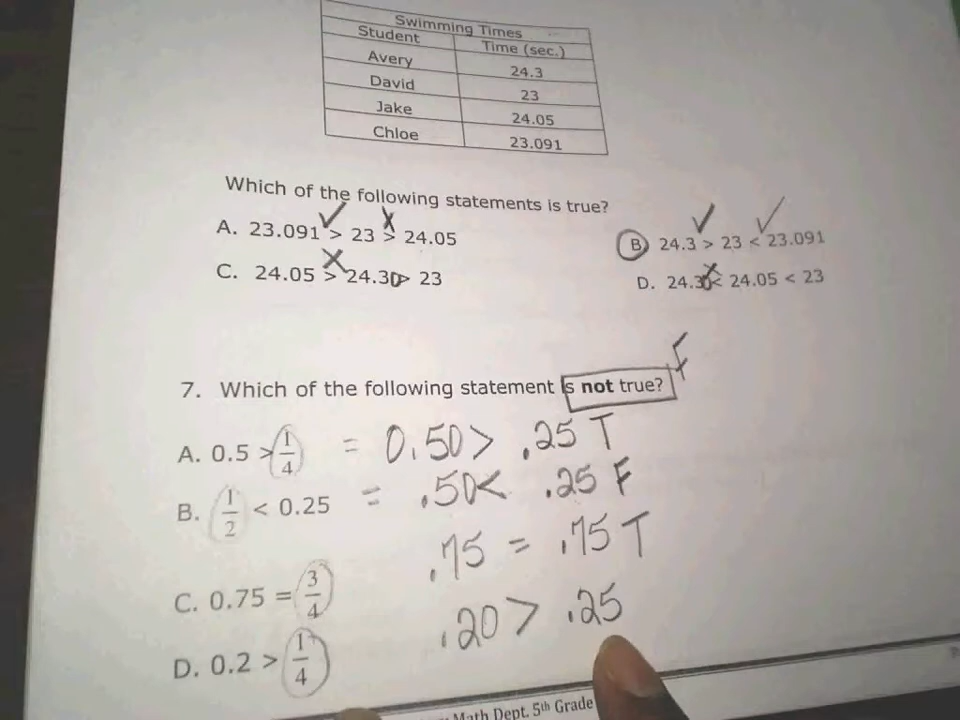 Swimming Times
Student Time (sec.)
Avery 24.3
David 23
Jake 24.05
Chloe 23.091
Which of the following statements is true?
A. 23.091 > 23 > 24.05
B 24.3 > 23 < 23.091
C. 24.05 > 24.30 > 23
D. 24.30 < 24.05 < 23
F
7. Which of the following statement is not true?
A. 0.5 > 1/4 = 0.50 > .25 T
B. 1/2 < 0.25 = .50 < .25 F
C. 0.75 = 3/4 .75 = .75 T
D. 0.2 > 1/4 .20 > .25
Math Dept. 5th Grade